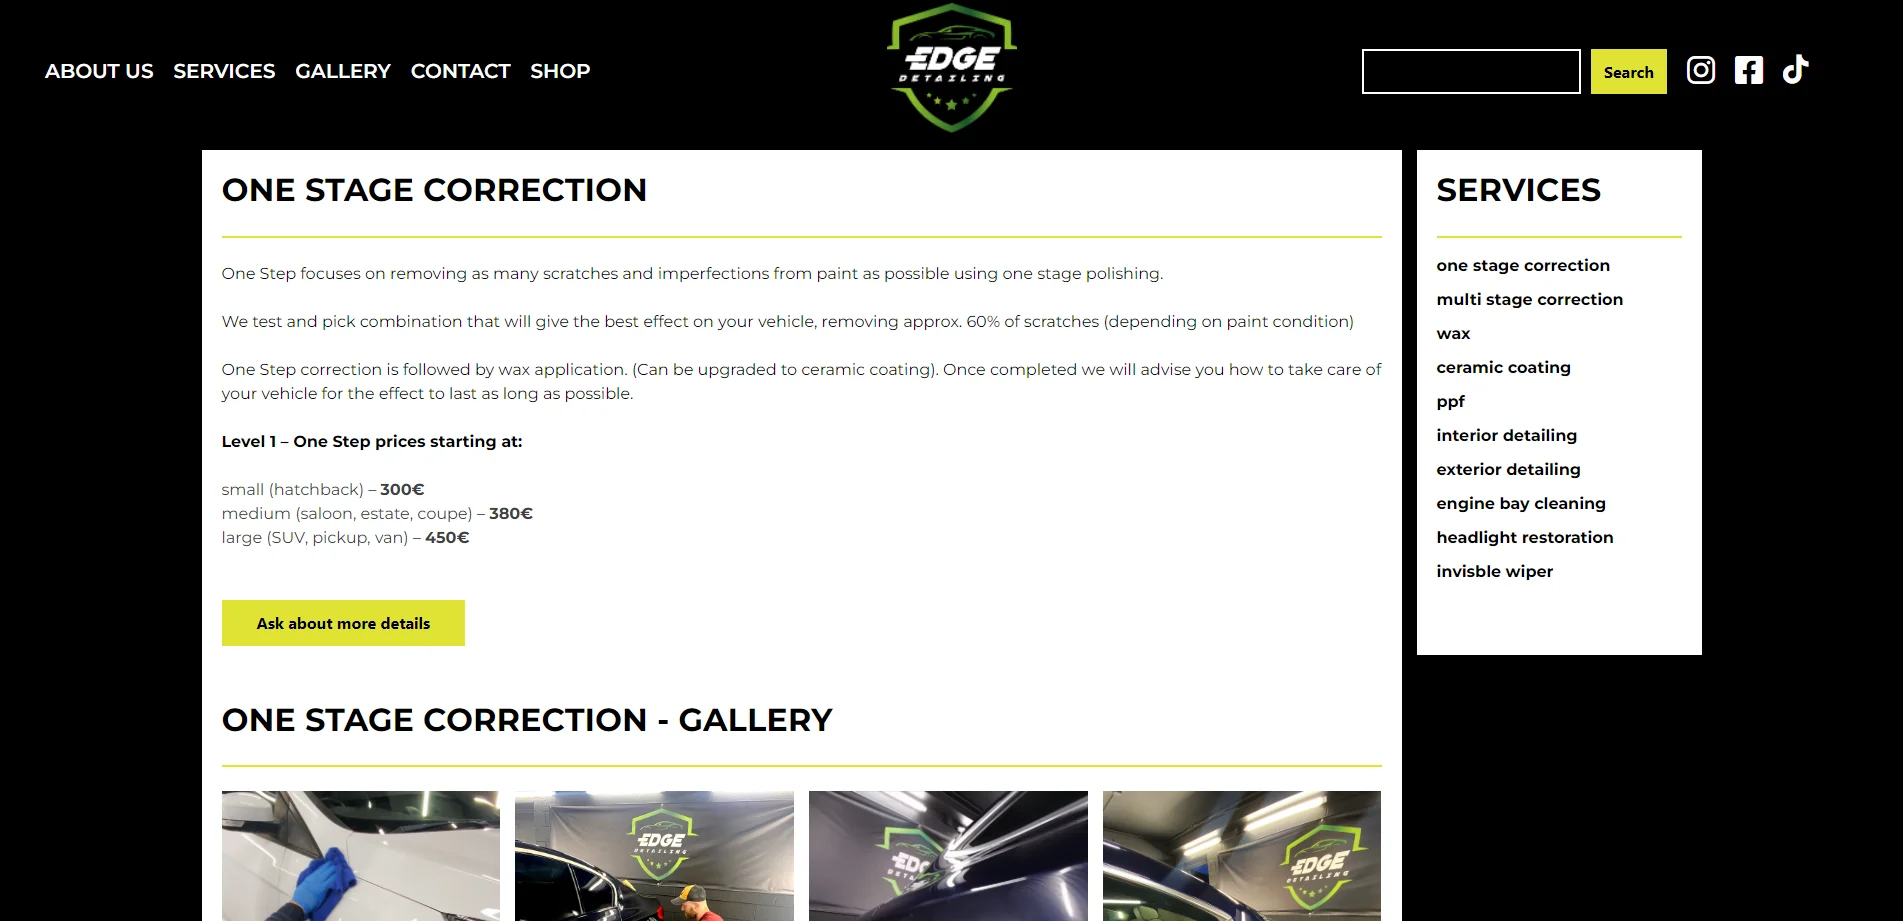 ABOUT US SERVICES GALLERY CONTACT SHOP
EDGE
DETAILING
Search
ONE STAGE CORRECTION
One Step focuses on removing as many scratches and imperfections from paint as possible using one stage polishing.
We test and pick combination that will give the best effect on your vehicle, removing approx. 60% of scratches (depending on paint condition)
One Step correction is followed by wax application. (Can be upgraded to ceramic coating). Once completed we will advise you how to take care of
your vehicle for the effect to last as long as possible.
Level 1 – One Step prices starting at:
small (hatchback) – 300€
medium (saloon, estate, coupe) – 380€
large (SUV, pickup, van) – 450€
Ask about more details
SERVICES
one stage correction
multi stage correction
wax
ceramic coating
ppf
interior detailing
exterior detailing
engine bay cleaning
headlight restoration
invisble wiper
ONE STAGE CORRECTION - GALLERY
EDGE
DETAILING
EDGE
DETAILING